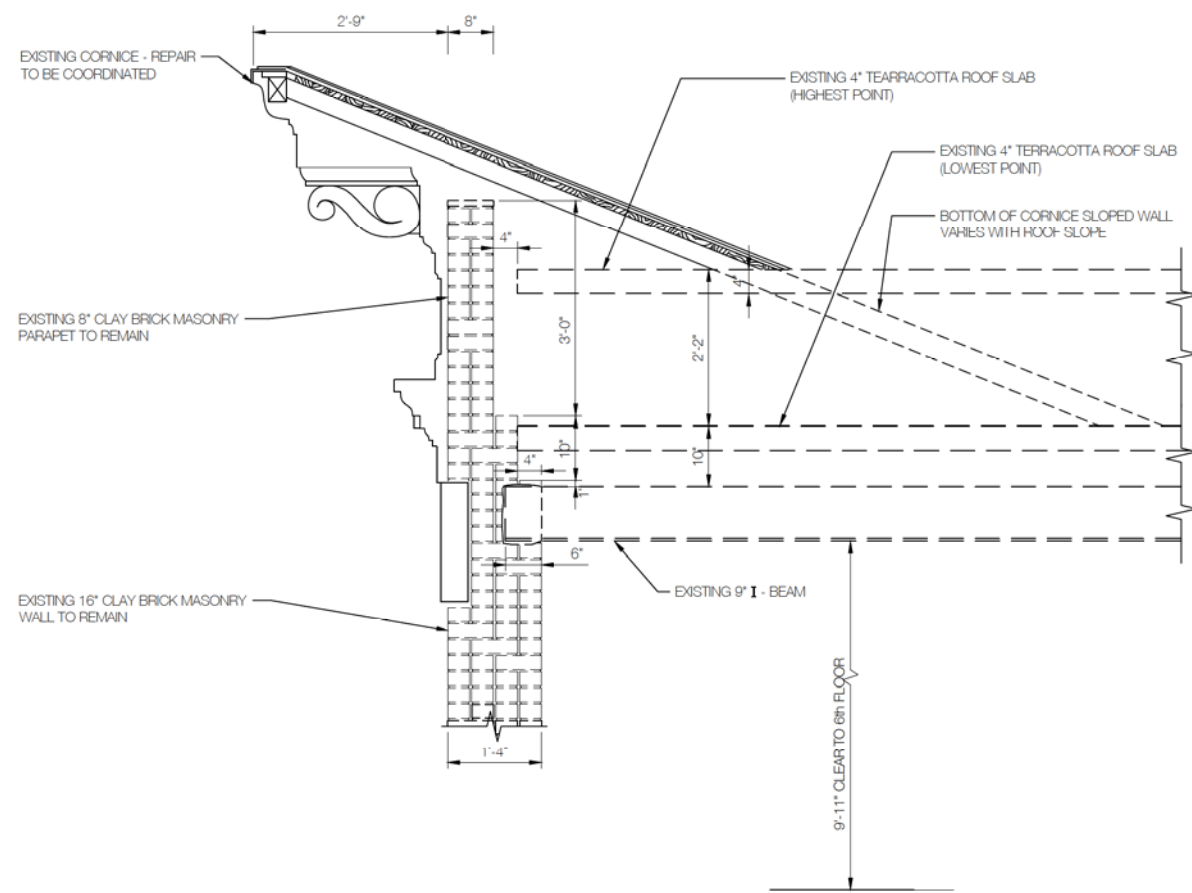 2'-9"
8"
EXISTING CORNICE - REPAIR
TO BE COORDINATED
EXISTING 4" TEARRACOTTA ROOF SLAB
(HIGHEST POINT)
EXISTING 4" TERRACOTTA ROOF SLAB
(LOWEST POINT)
BOTTOM OF CORNICE SLOPED WALL
VARIES WITH ROOF SLOPE
4"
4"
EXISTING 8" CLAY BRICK MASONRY
PARAPET TO REMAIN
3'-0"
2'-2"
10"
10"
4"
1"
6"
EXISTING 9" I - BEAM
EXISTING 16" CLAY BRICK MASONRY
WALL TO REMAIN
1'-4"
9'-11" CLEAR TO 6th FLOOR